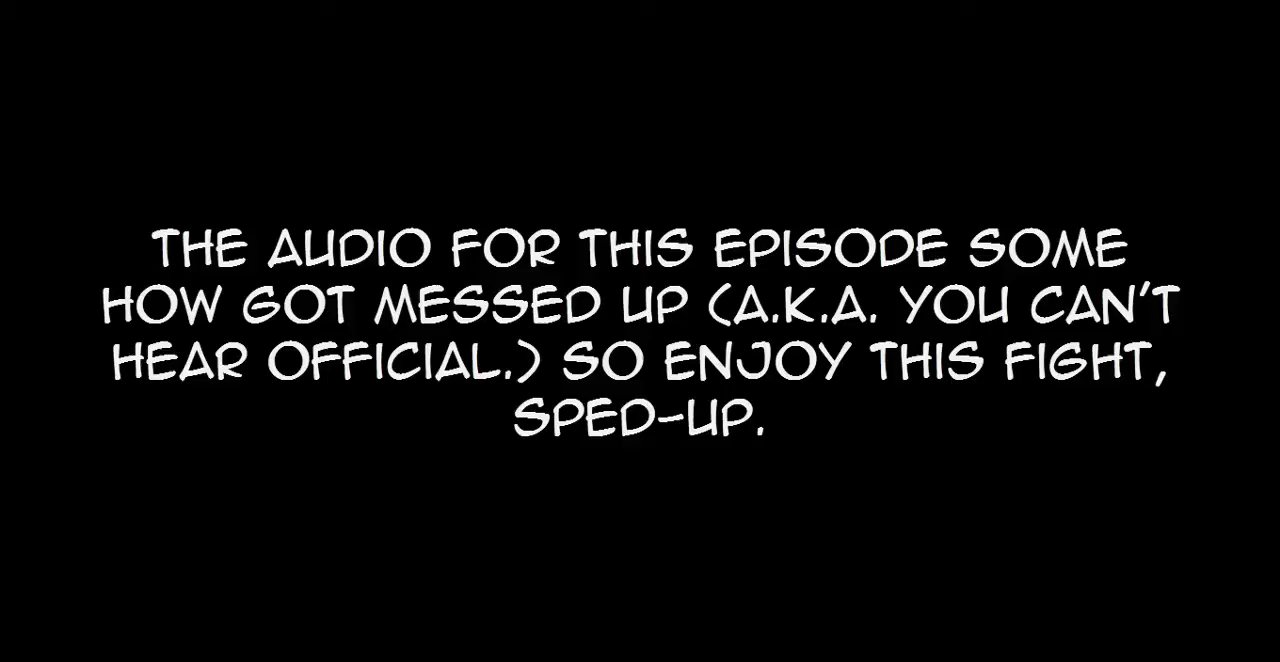 THE AUDIO FOR THIS EPISODE SOME
HOW GOT MESSED UP (A.K.A. YOU CAN'T
HEAR OFFICIAL.) SO ENJOY THIS FIGHT,
SPED-UP.